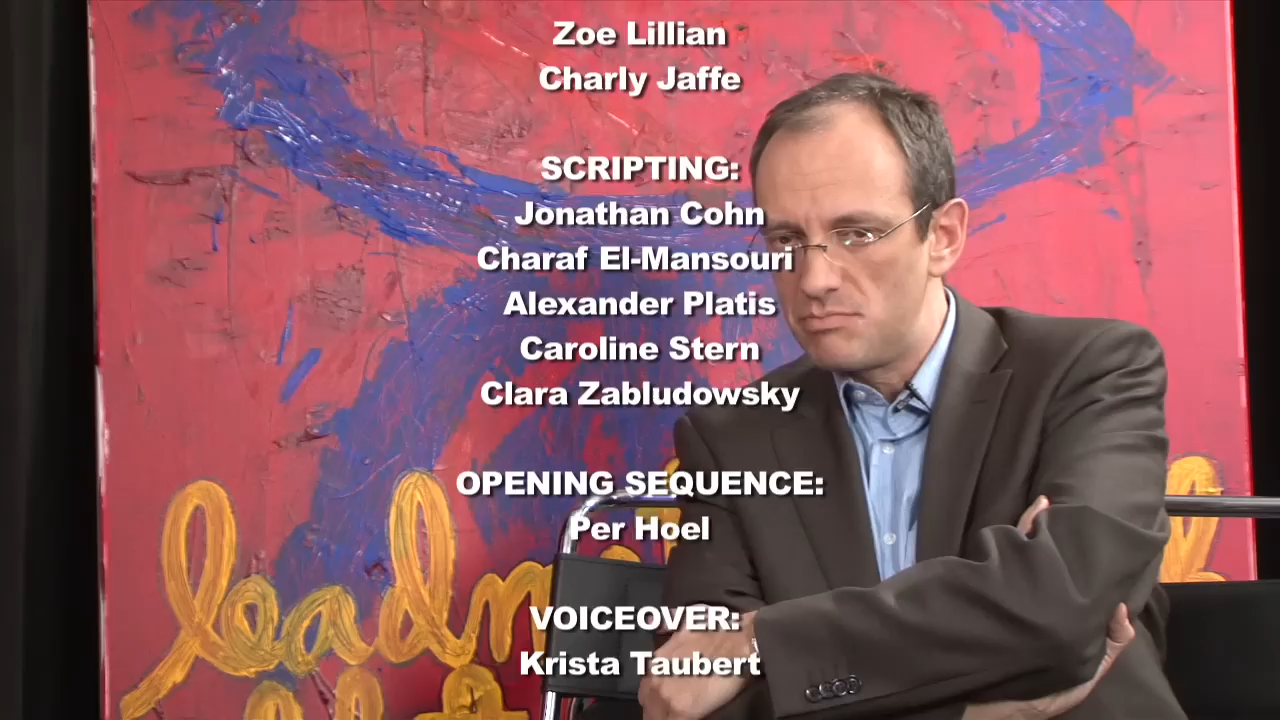 Zoe Lillian
Charly Jaffe
SCRIPTING:
Jonathan Cohn
Charaf El-Mansouri
Alexander Platis
Caroline Stern
Clara Zabludowsky
OPENING SEQUENCE:
Per Hoel
VOICEOVER:
Krista Taubert